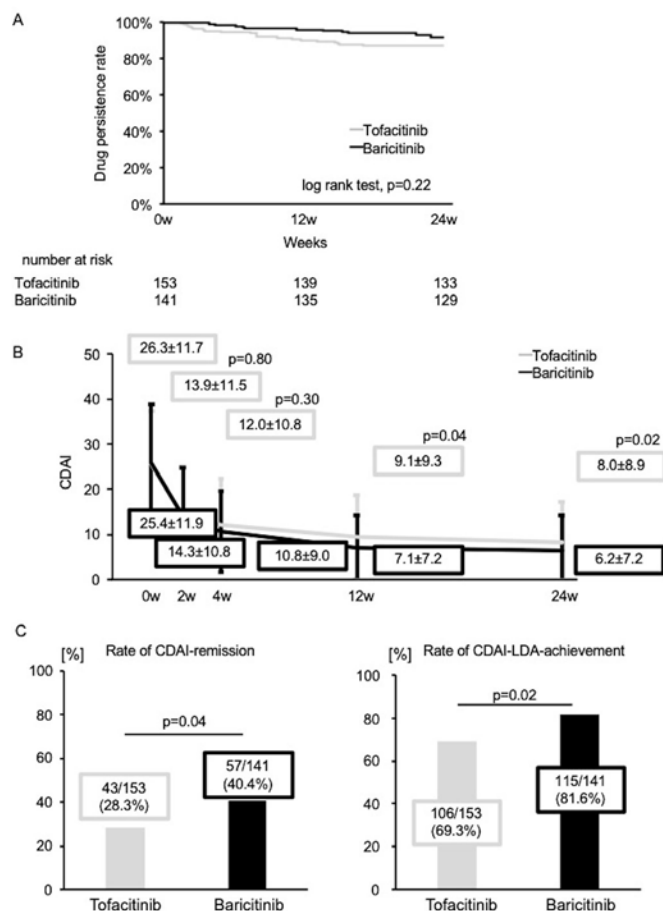 A
100%
80%
60%
40%
20%
0%
Drug persistence rate
Tofacitinib
Baricitinib
log rank test, p=0.22
0w 12w 24w
Weeks
number at risk
Tofacitinib 153 139 133
Baricitinib 141 135 129
B
50
40
30
20
10
0
CDAI
Tofacitinib
Baricitinib
26.3±11.7
p=0.80
13.9±11.5
p=0.30
12.0±10.8
p=0.04
9.1±9.3
p=0.02
8.0±8.9
25.4±11.9
14.3±10.8
10.8±9.0
7.1±7.2
6.2±7.2
0w 2w 4w 12w 24w
C
[%] Rate of CDAI-remission
100
80
60
40
20
0
p=0.04
43/153
(28.3%)
57/141
(40.4%)
Tofacitinib Baricitinib
[%] Rate of CDAI-LDA-achievement
100
80
60
40
20
0
p=0.02
106/153
(69.3%)
115/141
(81.6%)
Tofacitinib Baricitinib